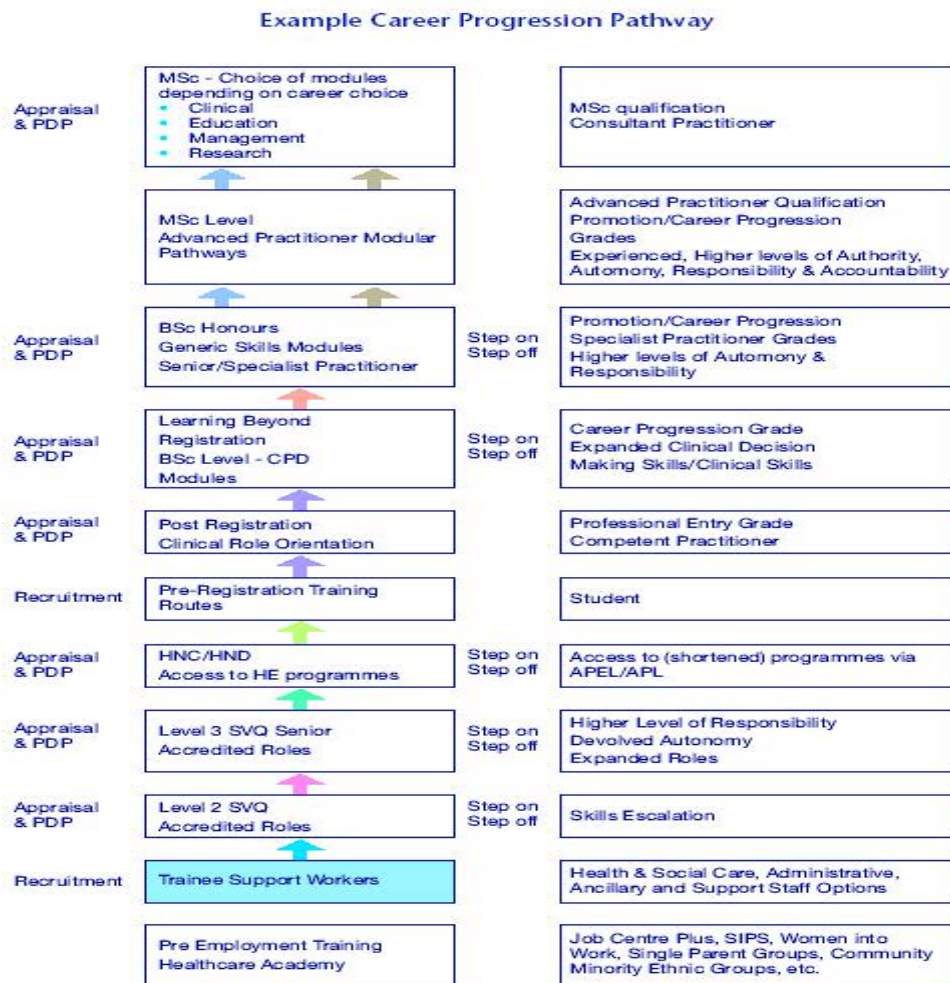 Example Career Progression Pathway
Appraisal
& PDP
MSc - Choice of modules
depending on career choice
• Clinical
• Education
• Management
• Research
MSc qualification
Consultant Practitioner
MSc Level
Advanced Practitioner Modular
Pathways
Advanced Practitioner Qualification
Promotion/Career Progression
Grades
Experienced, Higher levels of Authority,
Automony, Responsibility & Accountability
Appraisal
& PDP
BSc Honours
Generic Skills Modules
Senior/Specialist Practitioner
Step on
Step off
Promotion/Career Progression
Specialist Practitioner Grades
Higher levels of Automony &
Responsibility
Appraisal
& PDP
Learning Beyond
Registration
BSc Level - CPD
Modules
Step on
Step off
Career Progression Grade
Expanded Clinical Decision
Making Skills/Clinical Skills
Appraisal
& PDP
Post Registration
Clinical Role Orientation
Professional Entry Grade
Competent Practitioner
Recruitment
Pre-Registration Training
Routes
Student
Appraisal
& PDP
HNC/HND
Access to HE programmes
Step on
Step off
Access to (shortened) programmes via
APEL/APL
Appraisal
& PDP
Level 3 SVQ Senior
Accredited Roles
Step on
Step off
Higher Level of Responsibility
Devolved Autonomy
Expanded Roles
Appraisal
& PDP
Level 2 SVQ
Accredited Roles
Step on
Step off
Skills Escalation
Recruitment
Trainee Support Workers
Health & Social Care, Administrative,
Ancillary and Support Staff Options
Pre Employment Training
Healthcare Academy
Job Centre Plus, SIPS, Women into
Work, Single Parent Groups, Community
Minority Ethnic Groups, etc.